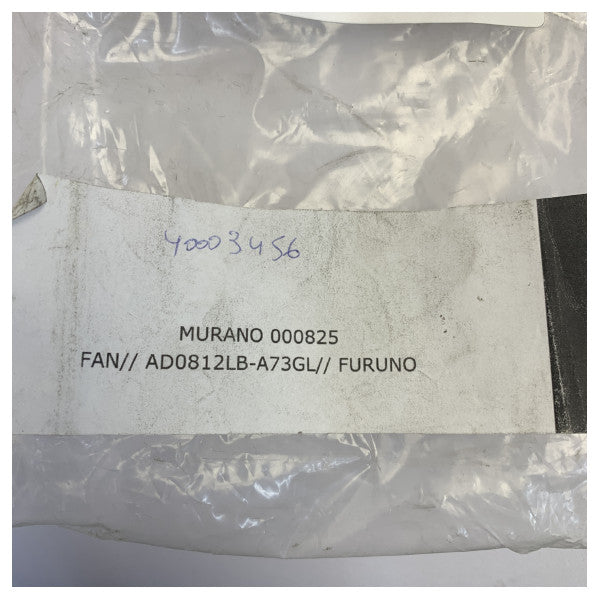 40003456
MURANO 000825
FAN// AD0812LB-A73GL// FURUNO